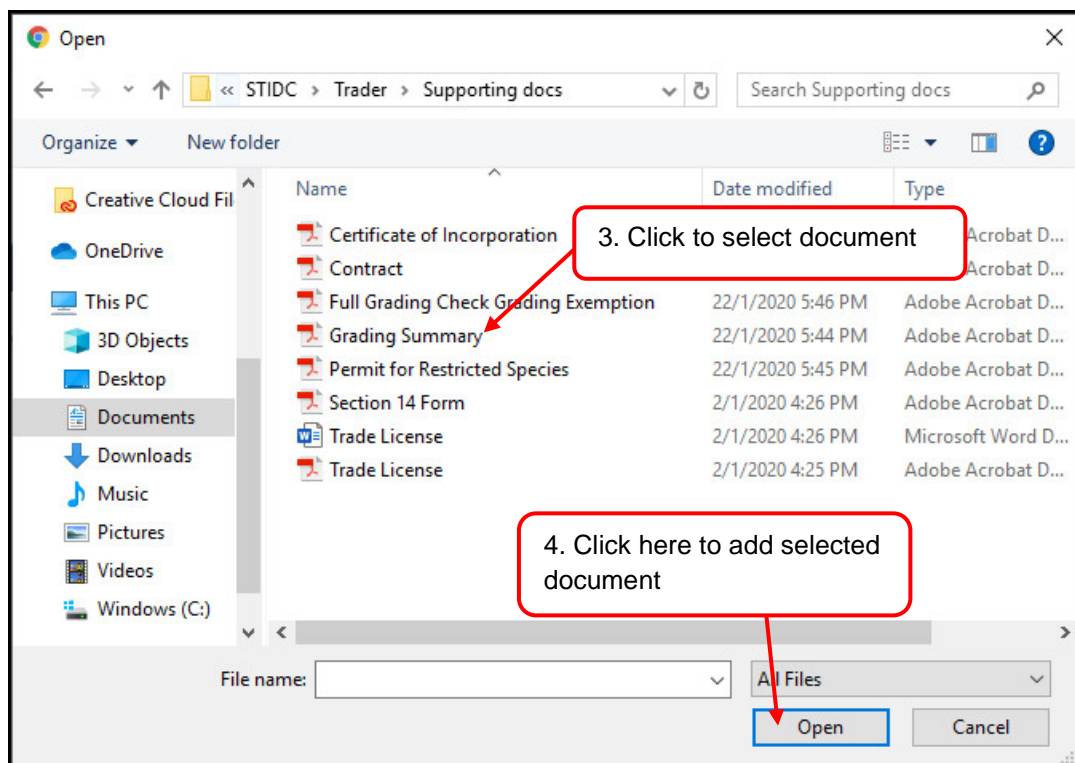 Open
« STIDC > Trader > Supporting docs
Search Supporting docs
Organize
New folder
Name
Date modified
Type
Creative Cloud Fil
OneDrive
This PC
3D Objects
Desktop
Documents
Downloads
Music
Pictures
Videos
Windows (C:)
Certificate of Incorporation
Acrobat D...
Contract
Acrobat D...
Full Grading Check Grading Exemption 22/1/2020 5:46 PM Adobe Acrobat D...
Grading Summary 22/1/2020 5:44 PM Adobe Acrobat D...
Permit for Restricted Species 22/1/2020 5:45 PM Adobe Acrobat D...
Section 14 Form 2/1/2020 4:26 PM Adobe Acrobat D...
Trade License 2/1/2020 4:26 PM Microsoft Word D...
Trade License 2/1/2020 4:25 PM Adobe Acrobat D...
3. Click to select document
4. Click here to add selected
document
File name:
All Files
Open
Cancel